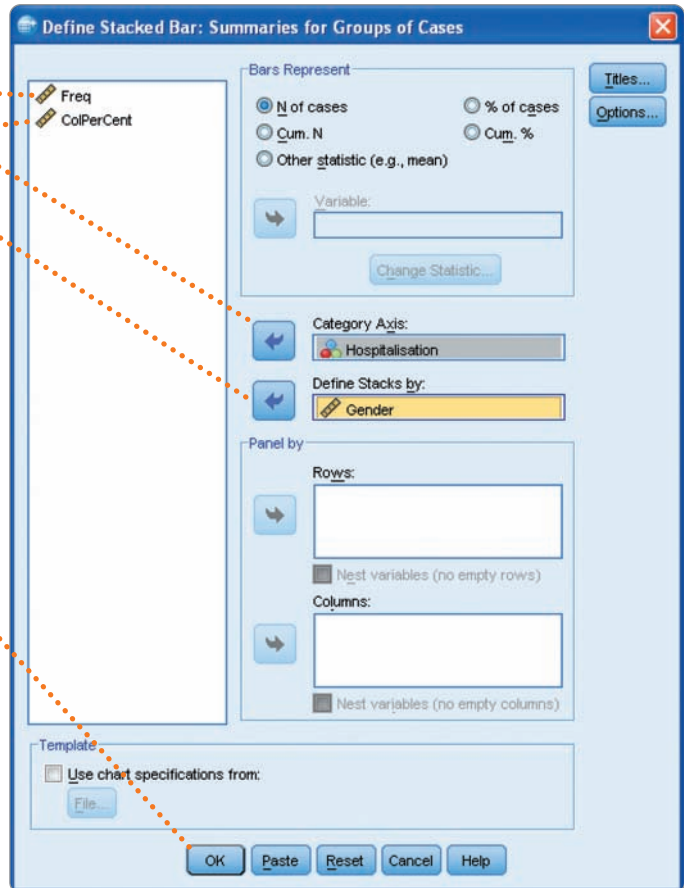 Define Stacked Bar: Summaries for Groups of Cases
Freq
ColPerCent
Bars Represent
N of cases
% of cases
Cum. N
Cum. %
Other statistic (e.g., mean)
Variable:
Change Statistic...
Titles...
Options...
Category Axis:
Hospitalisation
Define Stacks by:
Gender
Panel by
Rows:
Nest variables (no empty rows)
Columns:
Nest variables (no empty columns)
Template
Use chart specifications from:
File...
OK Paste Reset Cancel Help